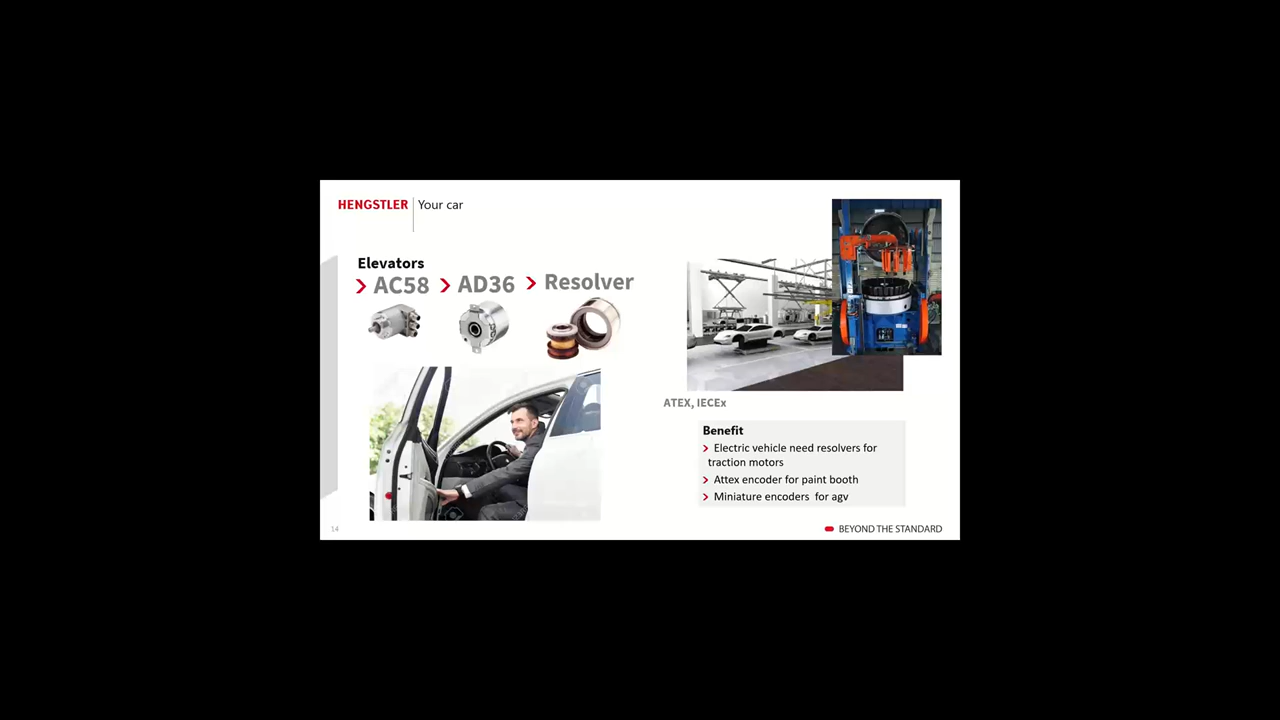 HENGSTLER Your car
Elevators
AC58 AD36 Resolver
ATEX, IECEx
Benefit
Electric vehicle need resolvers for
traction motors
Attex encoder for paint booth
Miniature encoders for agv
14
BEYOND THE STANDARD